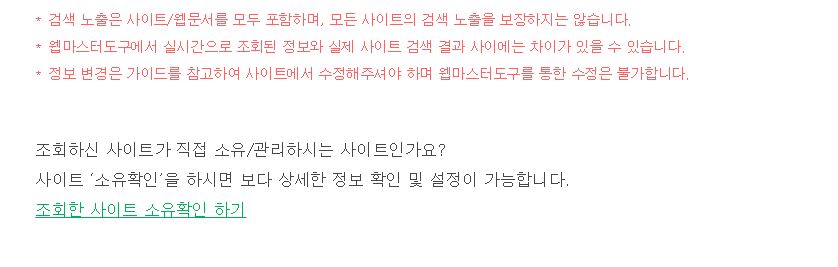 * 검색 노출은 사이트/웹문서를 모두 포함하며, 모든 사이트의 검색 노출을 보장하지는 않습니다.
* 웹마스터도구에서 실시간으로 조회된 정보와 실제 사이트 검색 결과 사이에는 차이가 있을 수 있습니다.
* 정보 변경은 가이드를 참고하여 사이트에서 수정해주셔야 하며 웹마스터도구를 통한 수정은 불가합니다.
조회하신 사이트가 직접 소유/관리하시는 사이트인가요?
사이트 ‘소유확인’을 하시면 보다 상세한 정보 확인 및 설정이 가능합니다.
조회한 사이트 소유확인 하기